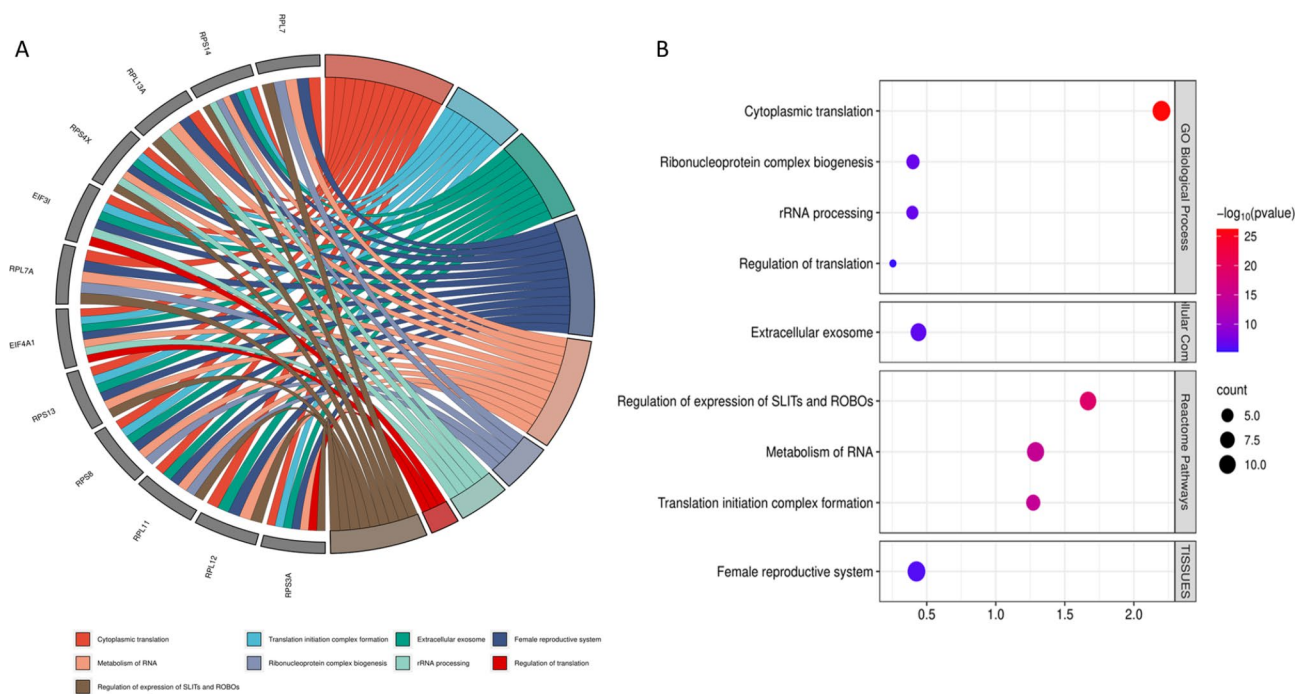 A
RPL7
RPS14
RPL13A
RPS4X
EIF3I
RPL7A
EIF4A1
RPS13
RPS8
RPL11
RPL12
RPS3A
Cytoplasmic translation
Translation initiation complex formation
Extracellular exosome
Female reproductive system
Metabolism of RNA
Ribonucleoprotein complex biogenesis
rRNA processing
Regulation of translation
Regulation of expression of SLITs and ROBOs
B
Cytoplasmic translation
Ribonucleoprotein complex biogenesis
rRNA processing
Regulation of translation
GO Biological Process
Extracellular exosome
ellular Com
Regulation of expression of SLITs and ROBOs
Metabolism of RNA
Translation initiation complex formation
Reactome Pathways
Female reproductive system
TISSUES
0.5 1.0 1.5 2.0
−log10(pvalue)
25
20
15
10
count
5.0
7.5
10.0